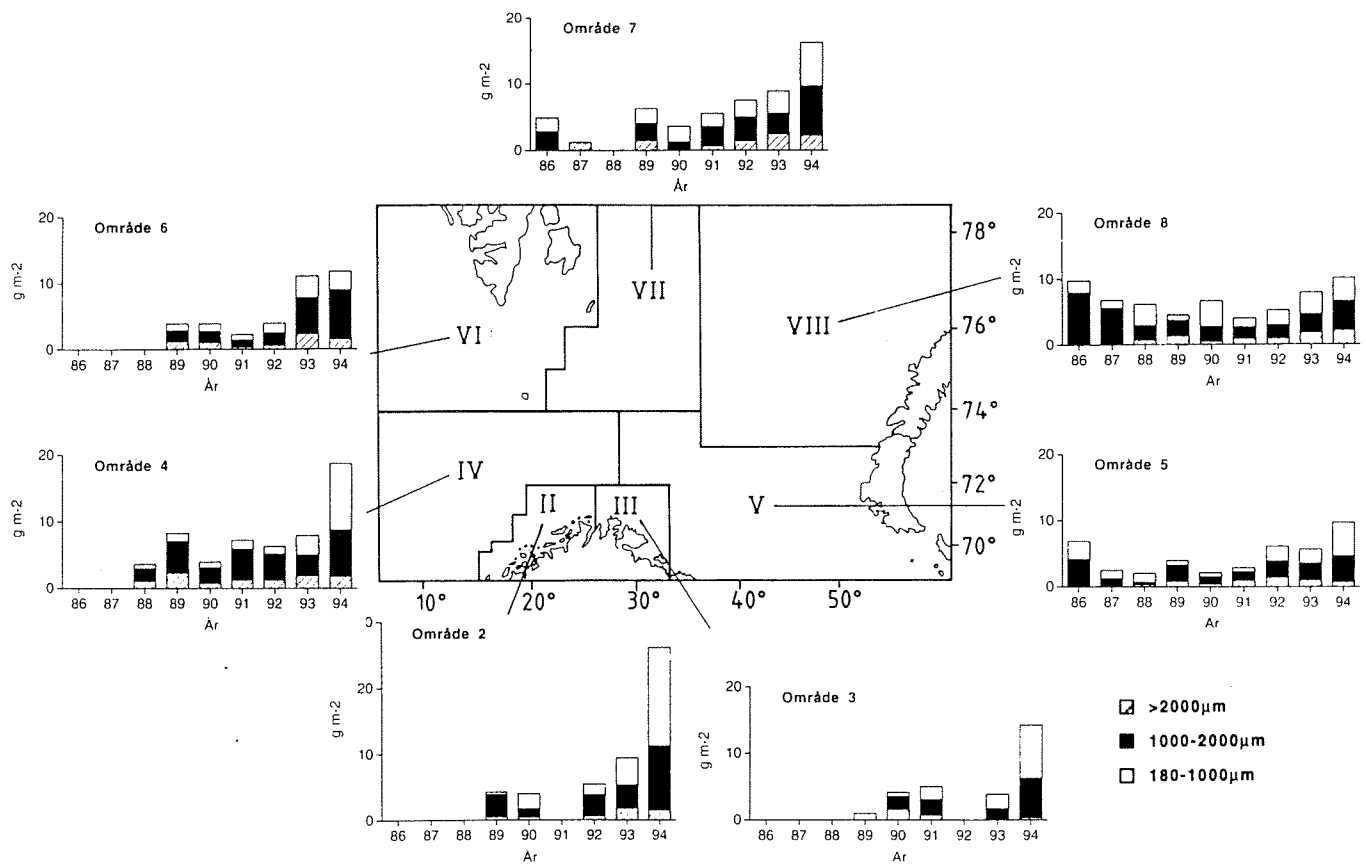 Område 7
20
10
0
g m-2
86 87 88 89 90 91 92 93 94
År
Område 6
20
10
0
g m-2
86 87 88 89 90 91 92 93 94
År
Område 8
20
10
0
g m-2
86 87 88 89 90 91 92 93 94
År
VI
VII
VIII
78°
76°
74°
72°
70°
Område 4
20
10
0
g m-2
86 87 88 89 90 91 92 93 94
År
IV
II
III
V
Område 5
20
10
0
g m-2
86 87 88 89 90 91 92 93 94
Ar
10° 20° 30° 40° 50°
Område 2
30
20
10
0
g m-2
86 87 88 89 90 91 92 93 94
Ar
Område 3
20
10
0
g m-2
86 87 88 89 90 91 92 93 94
Ar
>2000µm
1000-2000µm
180-1000µm